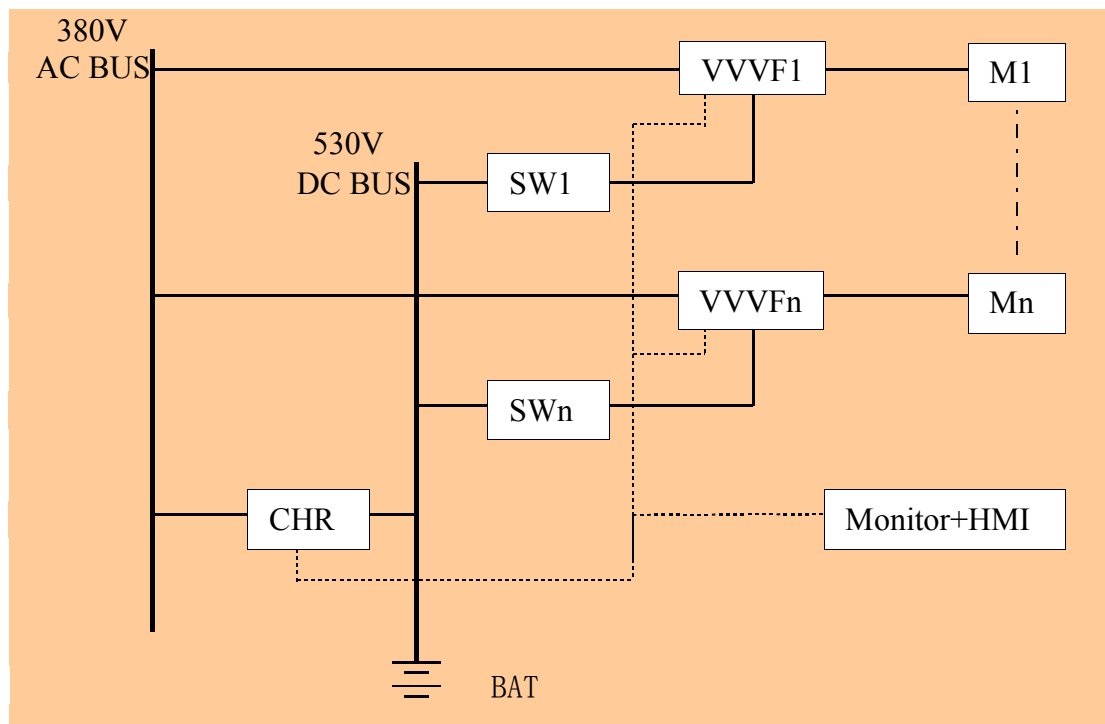 380V
AC BUS
VVVF1
M1
530V
DC BUS
SW1
VVVFn
Mn
SWn
CHR
Monitor+HMI
BAT